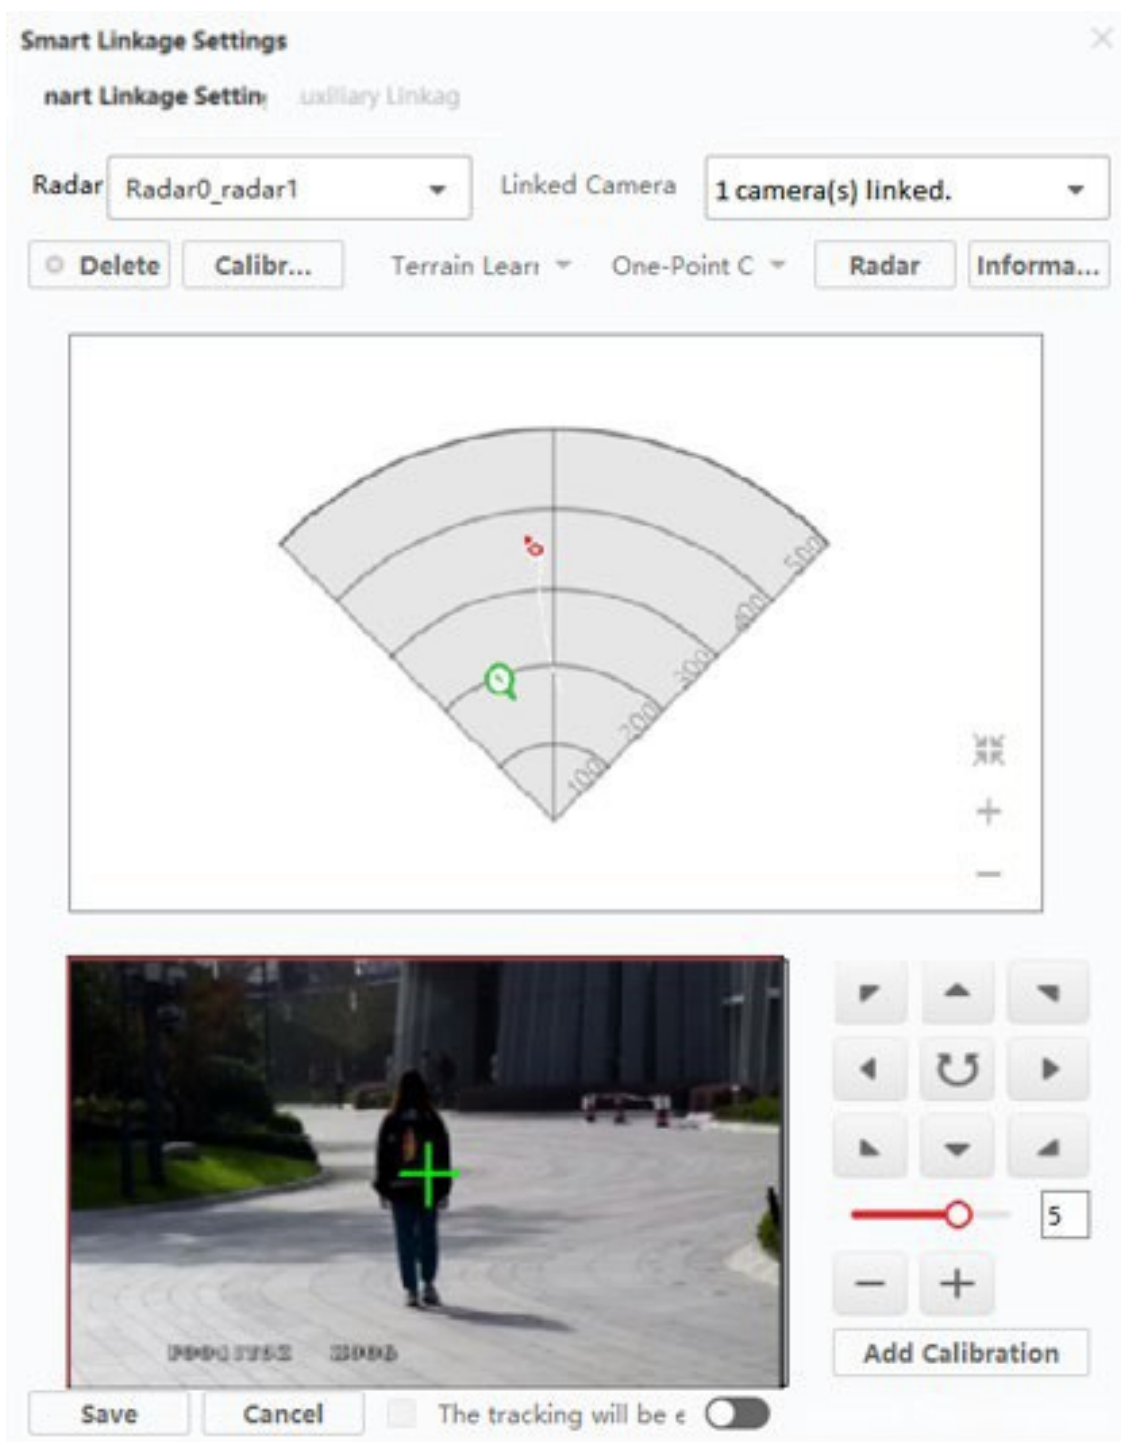 Smart Linkage Settings
nart Linkage Settin uxiliary Linkag
Radar Radar0_radar1 Linked Camera 1 camera(s) linked.
Delete Calibr... Terrain Learr One-Point C Radar Informa...
500
400
300
200
100
5
Add Calibration
Save Cancel The tracking will be e